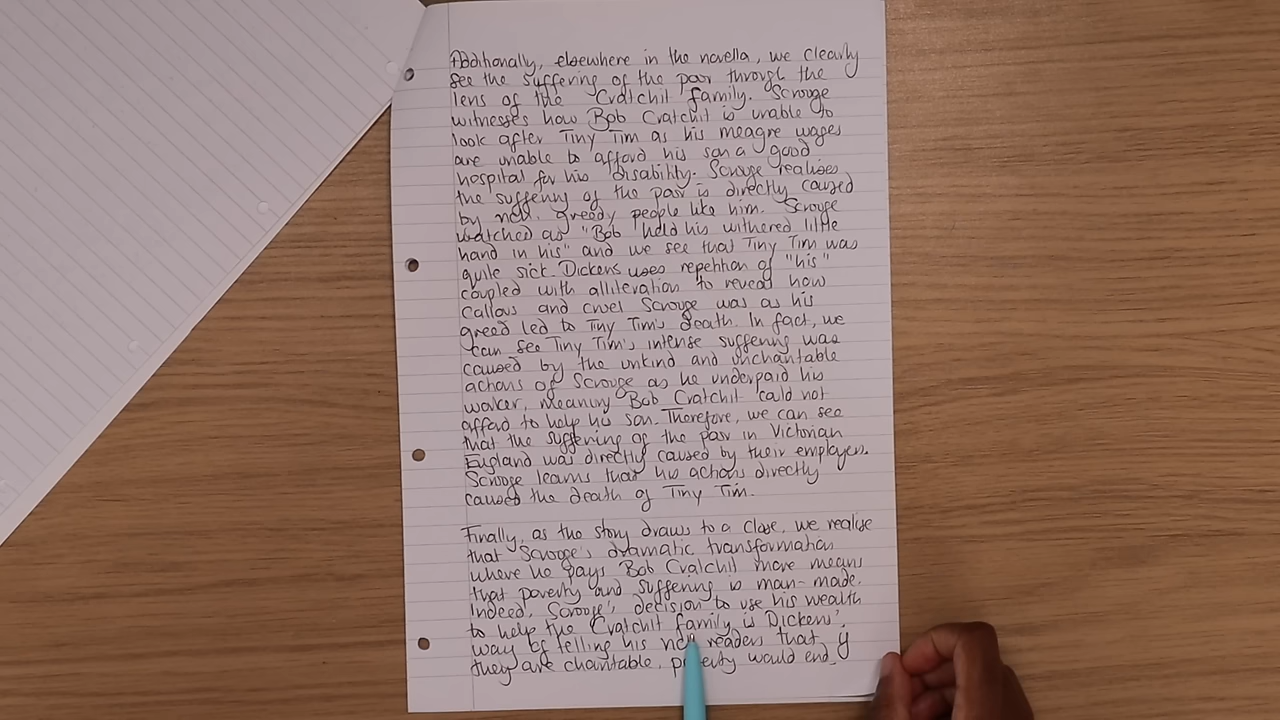 Additionally, elsewhere in the novella, we clearly
see the suffering of the poor through the
lens of the Cratchit family. Scrooge
witnesses how Bob Cratchit is unable to
look after Tiny Tim as his meagre wages
are unable to afford his son a good
hospital for his disability. Scrooge realises
the suffering of the poor is directly caused
by rich, greedy people like him. Scrooge
watched as "Bob held his withered little
hand in his" and we see that Tiny Tim was
quite sick. Dickens uses repetition of "his"
coupled with alliteration to reveal how
callous and cruel Scrooge was as his
greed led to Tiny Tim's death. In fact, we
can see Tiny Tim's intense suffering was
caused by the unkind and uncharitable
actions of Scrooge as he underpaid his
worker, meaning Bob Cratchit could not
afford to help his son. Therefore, we can see
that the suffering of the poor in Victorian
England was directly caused by their employers.
Scrooge learns that his actions directly
caused the death of Tiny Tim.
Finally, as the story draws to a close, we realise
that Scrooge's dramatic transformation
where he pays Bob Cratchit more means
that poverty and suffering is man-made.
Indeed, Scrooge's decision to use his wealth
to help the Cratchit family is Dickens'
way of telling his rich readers that if
they are charitable, poverty would end.